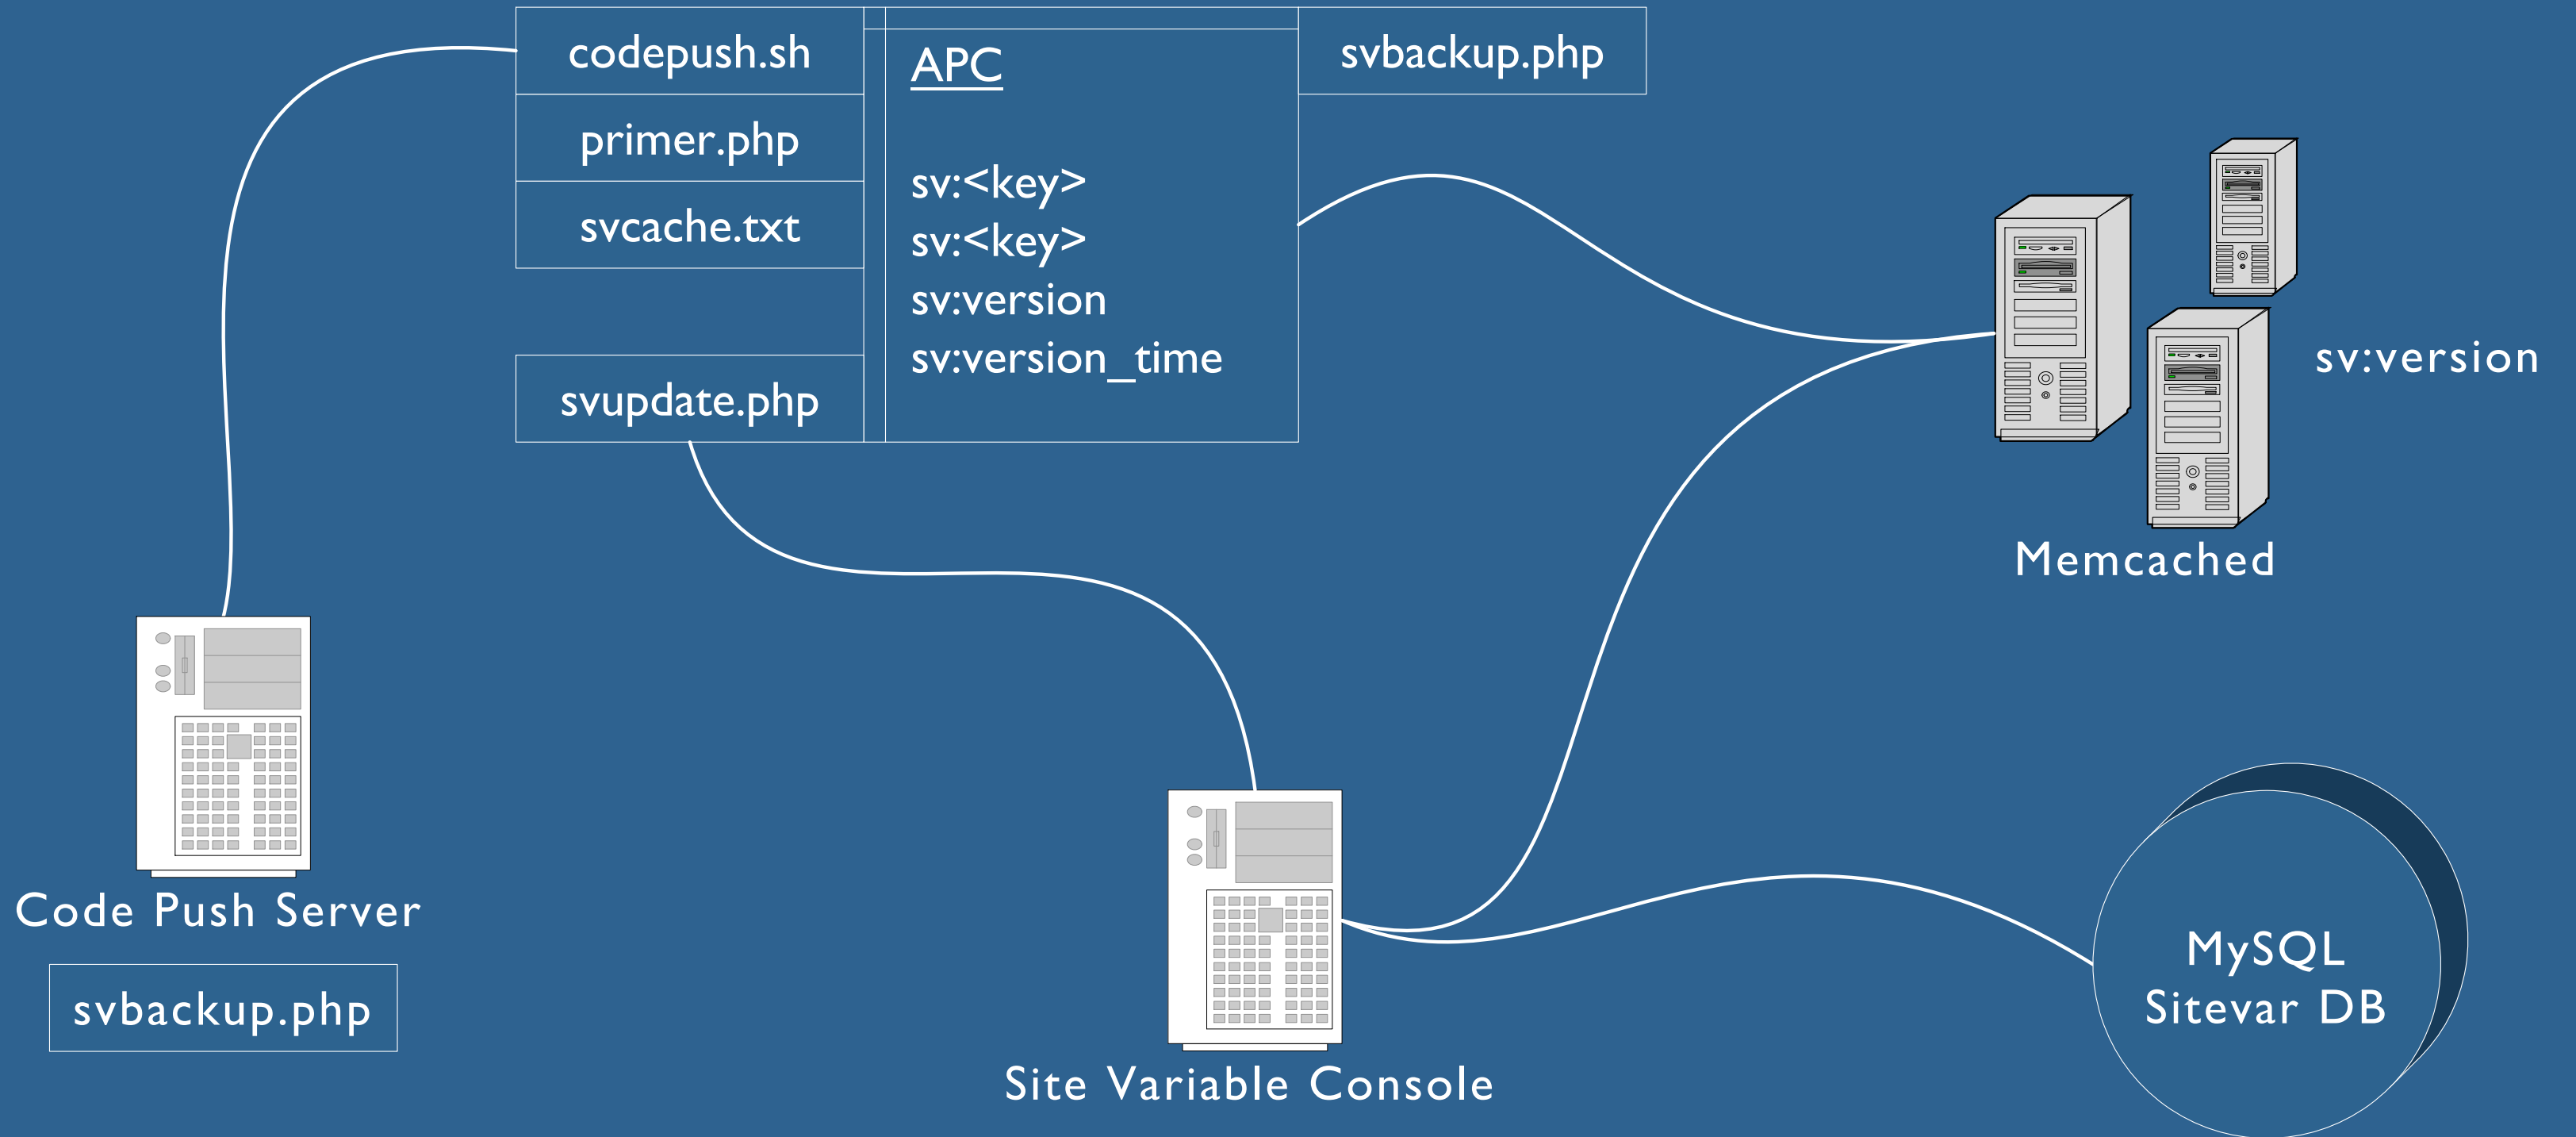 codepush.sh
primer.php
svcache.txt
svupdate.php
APC
sv:<key>
sv:<key>
sv:version
sv:version_time
svbackup.php
sv:version
Memcached
Code Push Server
svbackup.php
Site Variable Console
MySQL
Sitevar DB